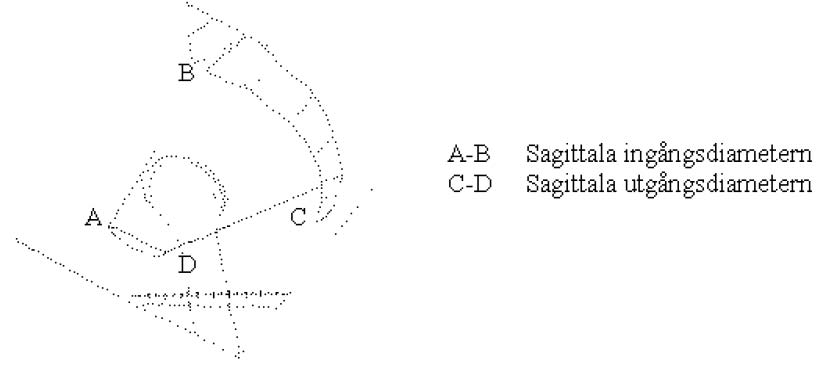 B
A-B Sagittala ingångsdiametern
C-D Sagittala utgångsdiametern
A
C
D